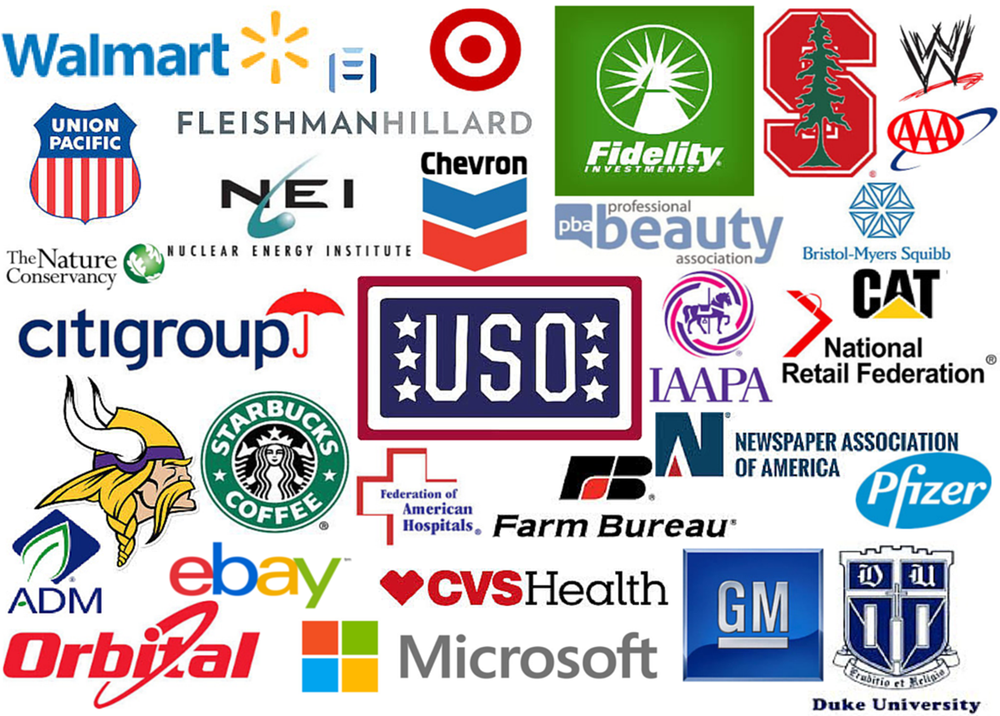 Walmart
FLEISHMANHILLARD
Fidelity
INVESTMENTS
S
W
AAA
UNION
PACIFIC
NEI
NUCLEAR ENERGY INSTITUTE
Chevron
pba
professional
beauty
association
Bristol-Myers Squibb
The Nature
Conservancy
citigroup
USO
IAAPA
CAT
National
Retail Federation®
STARBUCKS
COFFEE
®
Federation of
American
Hospitals®
FB®
Farm Bureau®
N®
NEWSPAPER ASSOCIATION
OF AMERICA
Pfizer
ADM
®
ebay™
CVSHealth
GM
D U
Eruditio et Religio
Duke University
Orbital
Microsoft